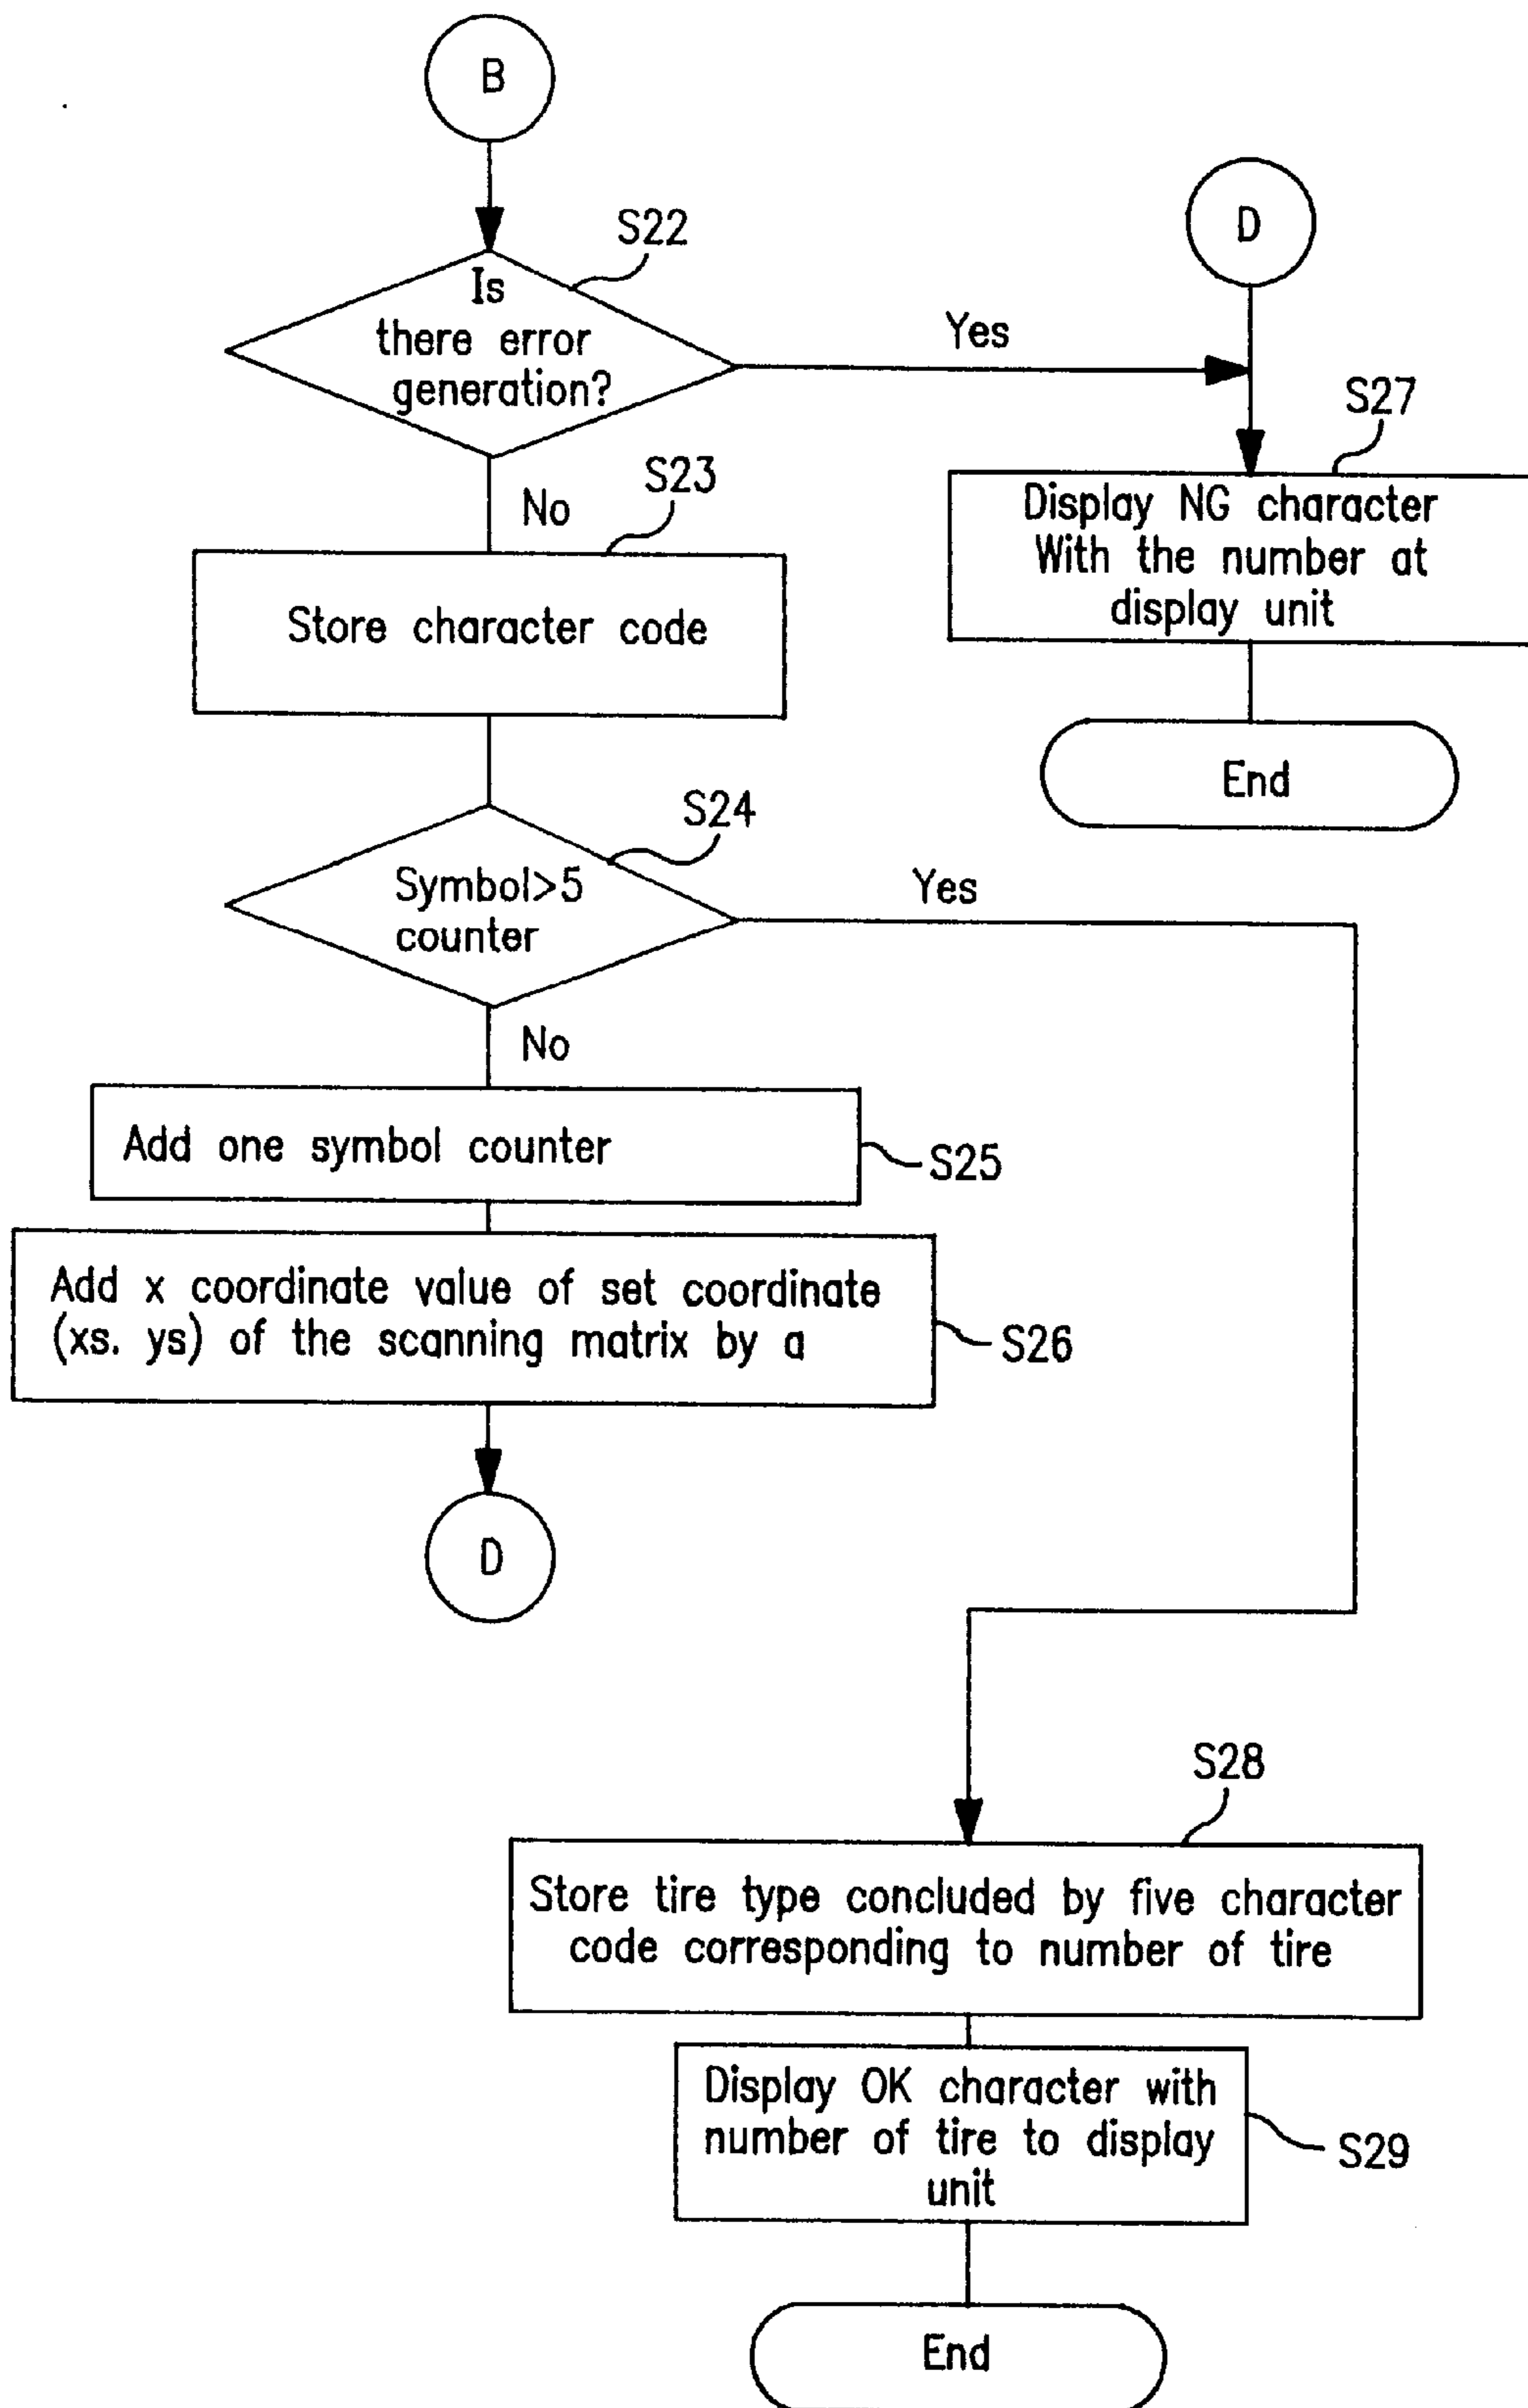 B
D
S22
Is
there error
generation?
Yes
S27
Display NG character
With the number at
display unit
End
No
S23
Store character code
S24
Symbol>5
counter
Yes
No
Add one symbol counter
S25
Add x coordinate value of set coordinate
(xs. ys) of the scanning matrix by a
S26
D
S28
Store tire type concluded by five character
code corresponding to number of tire
Display OK character with
number of tire to display
unit
S29
End